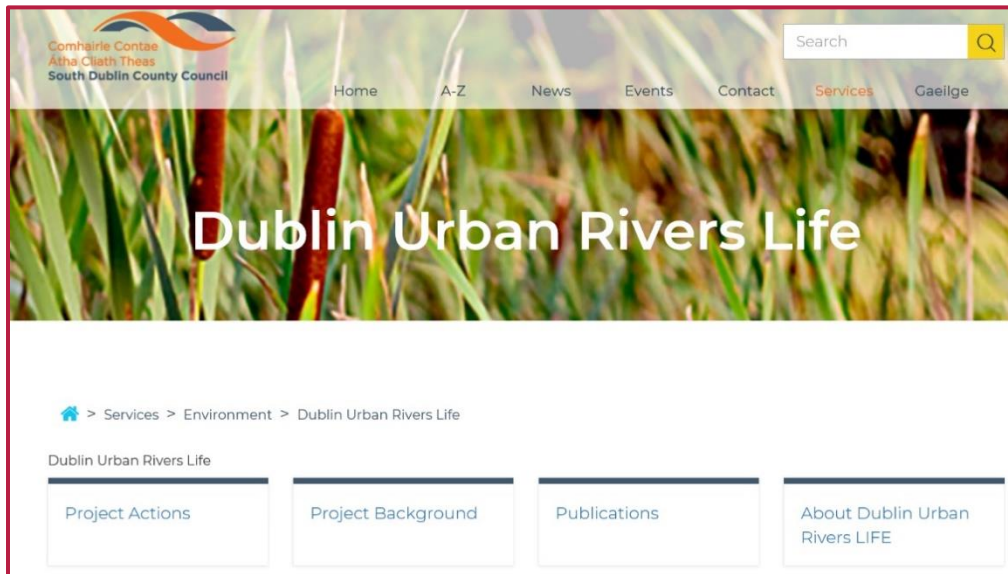 Comhairle Contae
Átha Cliath Theas
South Dublin County Council
Search
Home A-Z News Events Contact Services Gaeilge
Dublin Urban Rivers Life
> Services > Environment > Dublin Urban Rivers Life
Dublin Urban Rivers Life
Project Actions
Project Background
Publications
About Dublin Urban
Rivers LIFE